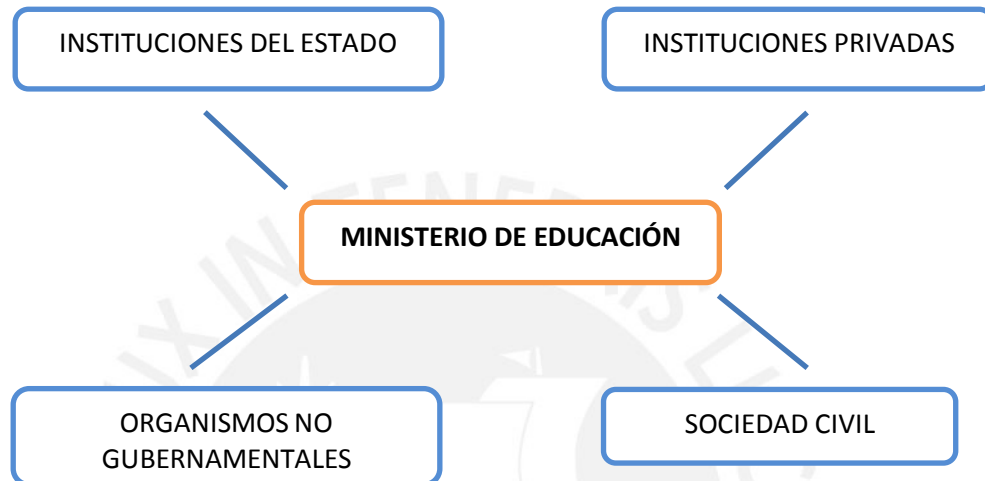 INSTITUCIONES DEL ESTADO
INSTITUCIONES PRIVADAS
MINISTERIO DE EDUCACIÓN
ORGANISMOS NO
GUBERNAMENTALES
SOCIEDAD CIVIL